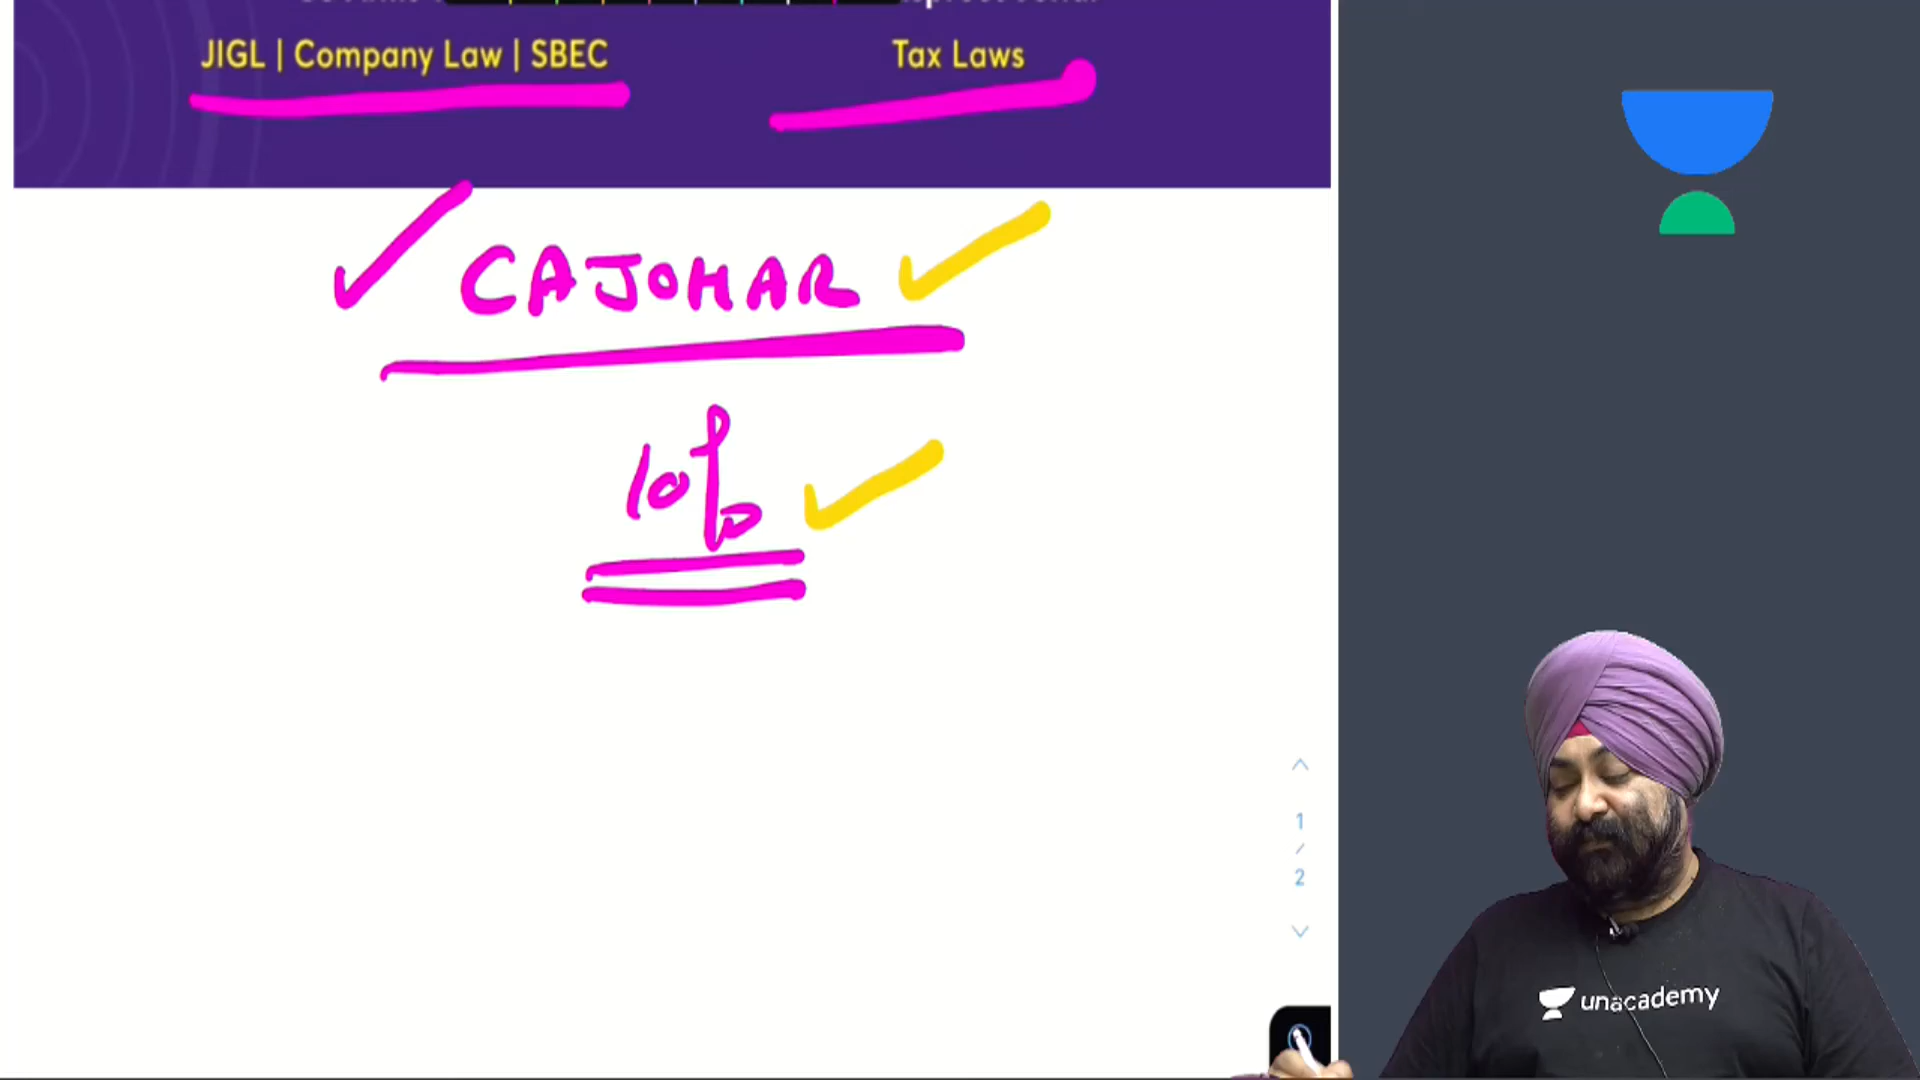 JIGL | Company Law | SBEC
Tax Laws
CAJOHAR
10%
1
/
2
unacademy